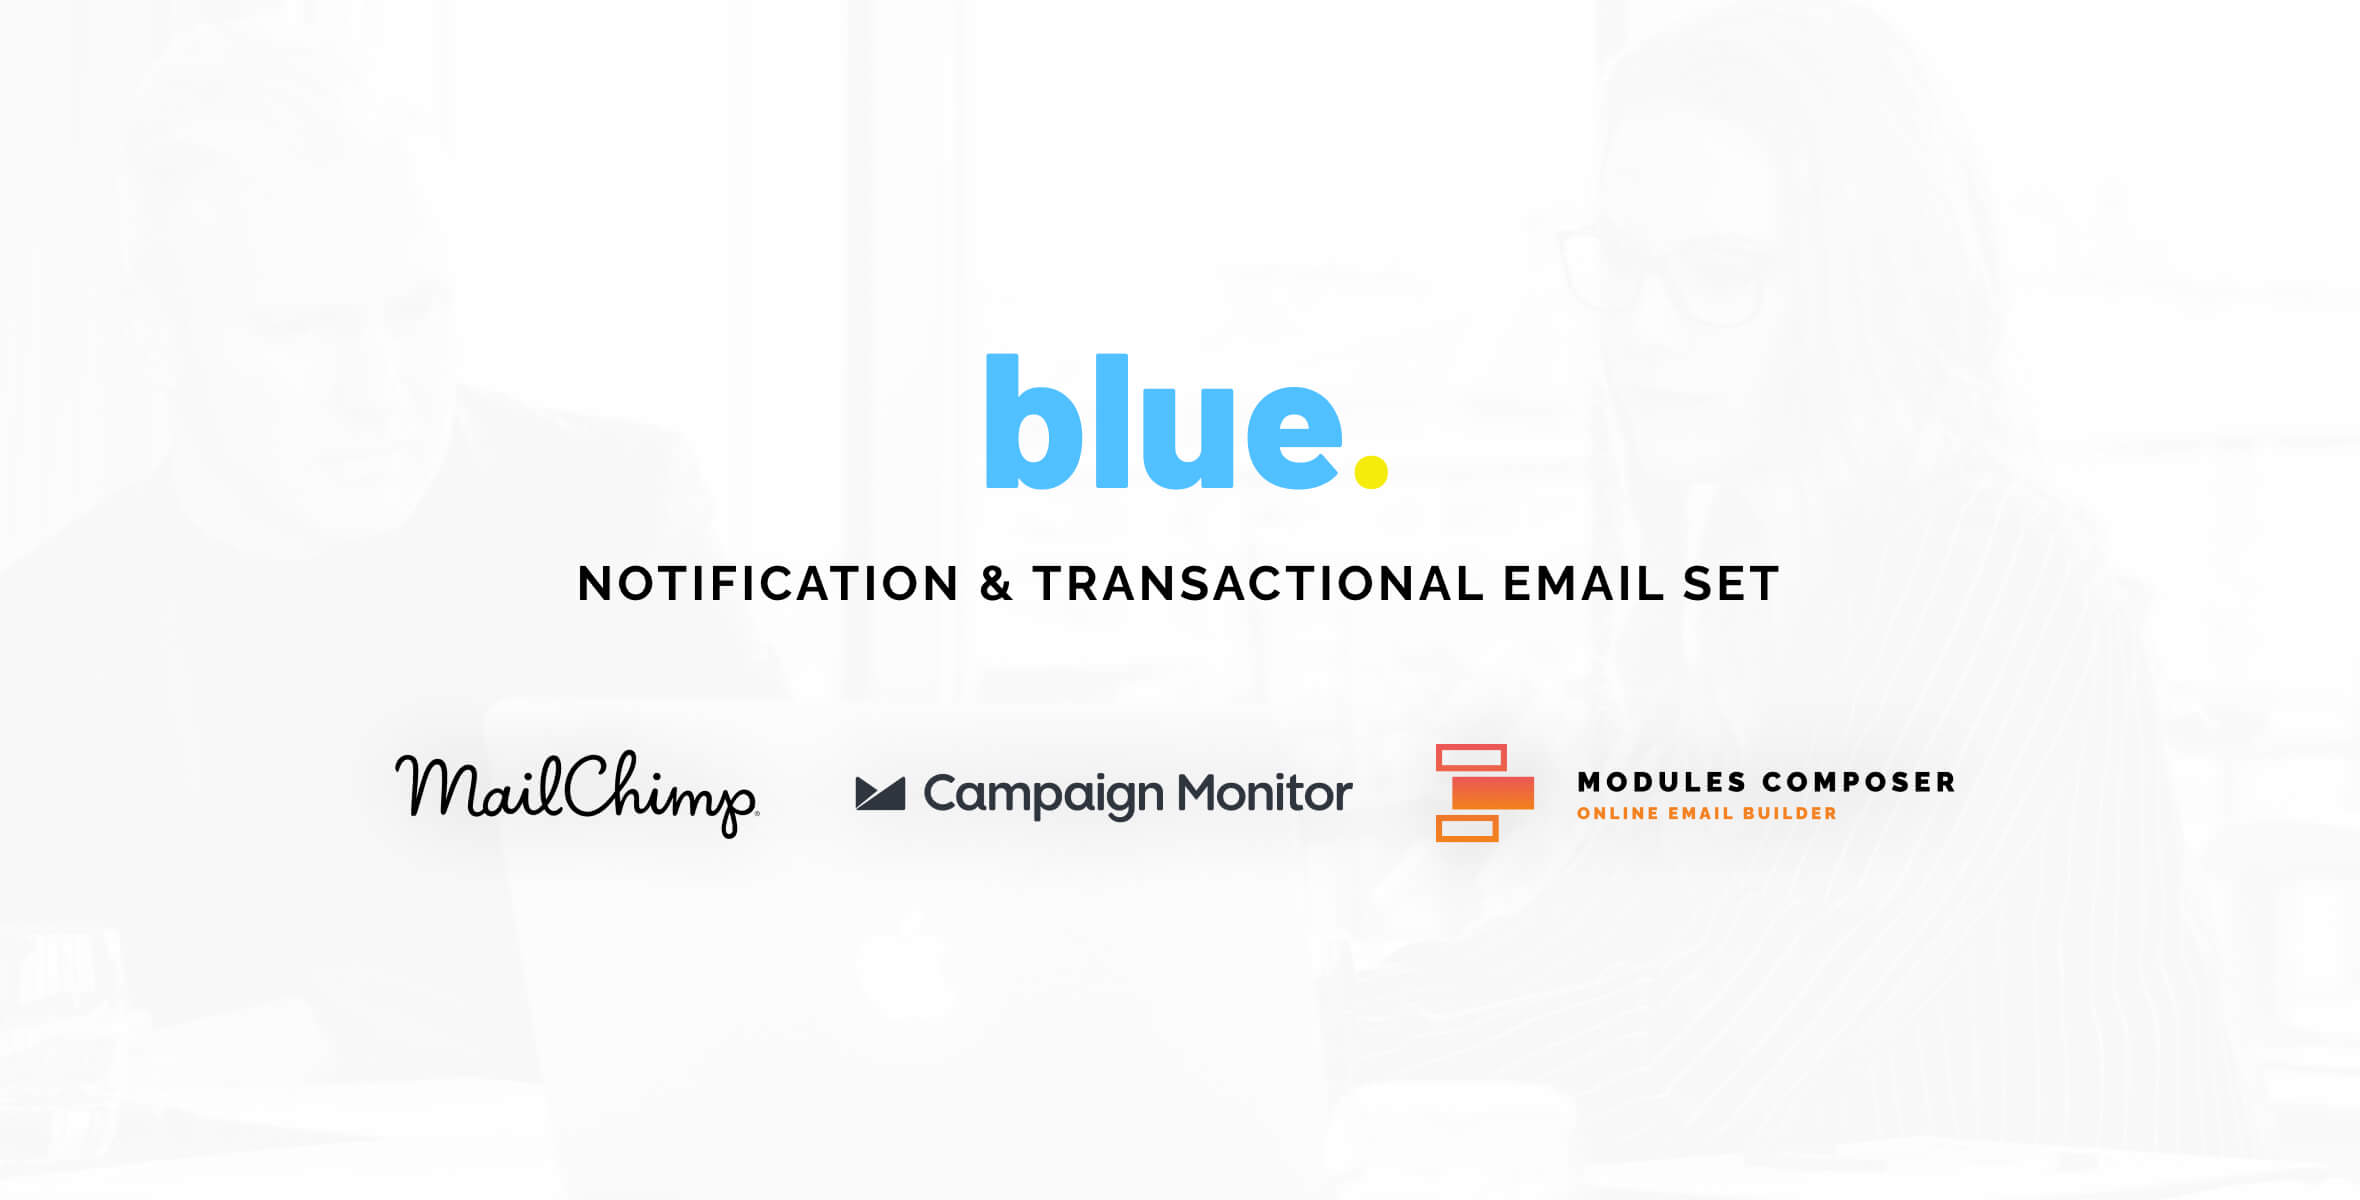 blue.
NOTIFICATION & TRANSACTIONAL EMAIL SET
MailChimp®
Campaign Monitor
MODULES COMPOSER
ONLINE EMAIL BUILDER